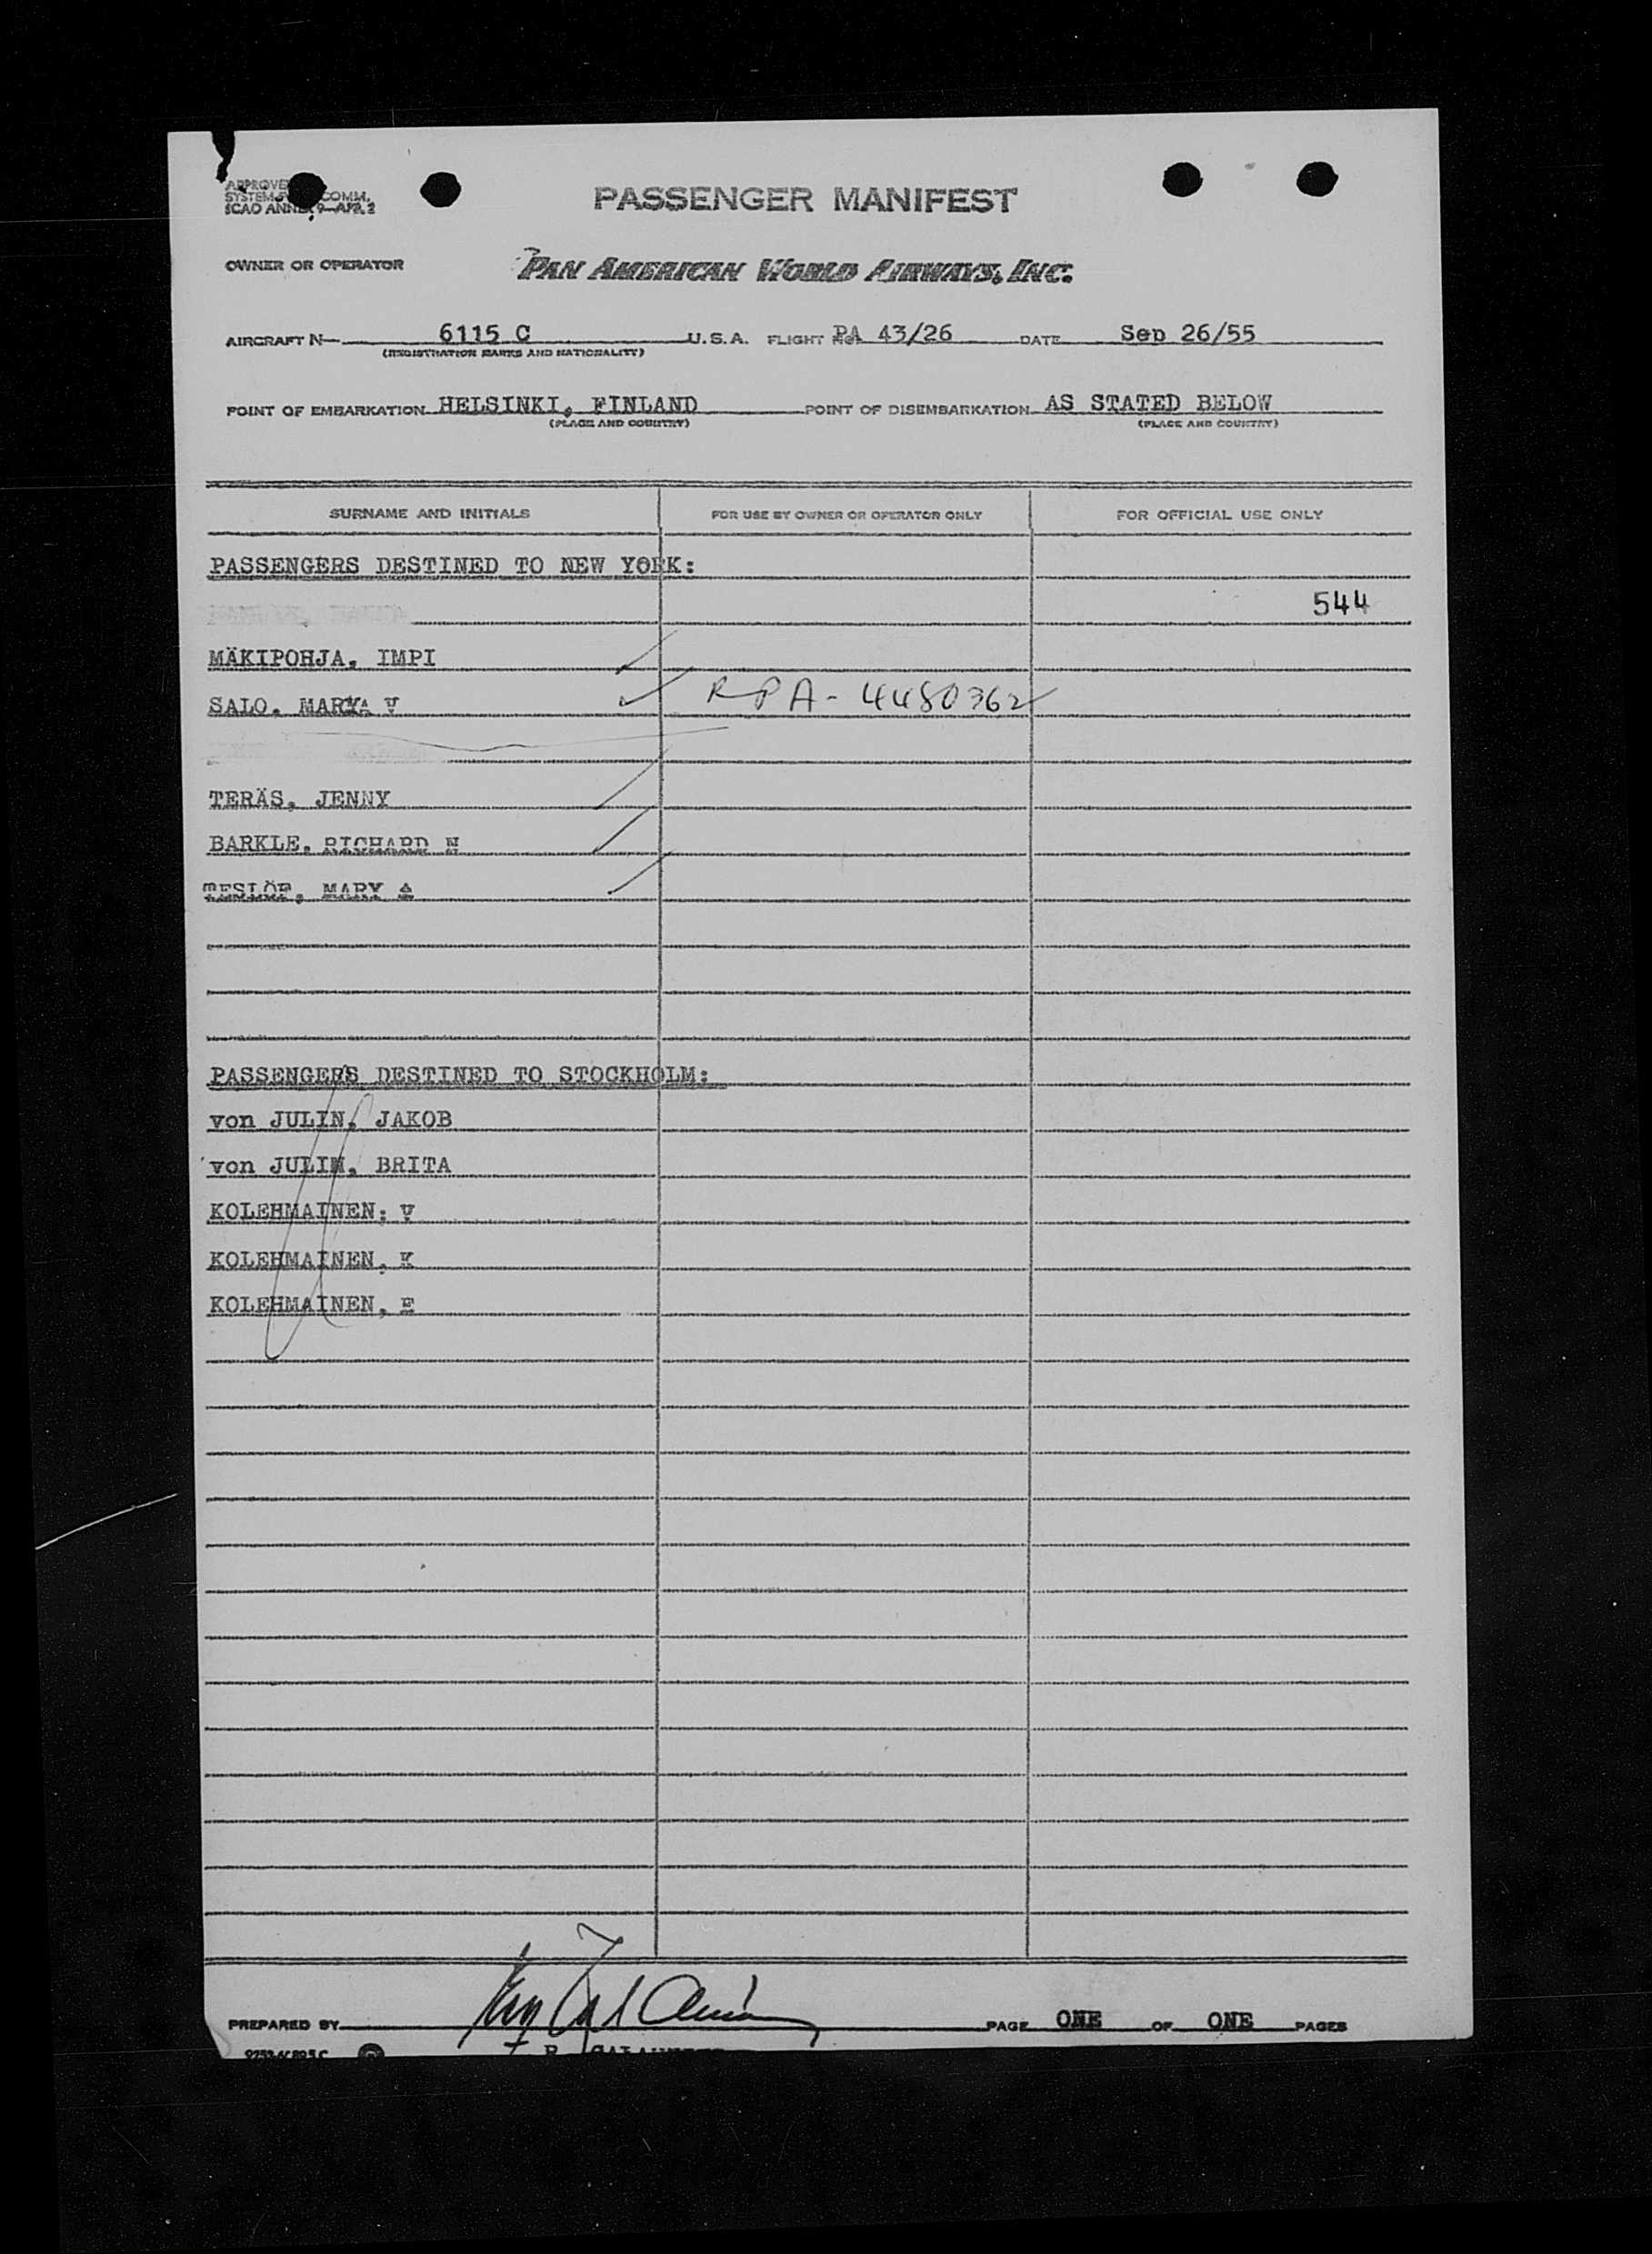 PASSENGER MANIFEST
OWNER OR OPERATOR PAN AMERICAN WORLD AIRWAYS, INC.
AIRCRAFT N 6115 C U.S.A. FLIGHT PA 43/26 DATE Sep 26/55
(REGISTRATION MARKS AND NATIONALITY)
POINT OF EMBARKATION HELSINKI, FINLAND POINT OF DISEMBARKATION AS STATED BELOW
(PLACE AND COUNTRY) (PLACE AND COUNTRY)
SURNAME AND INITIALS FOR USE BY OWNER OR OPERATOR ONLY FOR OFFICIAL USE ONLY
PASSENGERS DESTINED TO NEW YORK:
544
MÄKIPOHJA, IMPI
SALO, V RPA-4480362
TERÄS, JENNY
BARKLE, RICHARD N
TESLÖF, MARY A
PASSENGERS DESTINED TO STOCKHOLM:
von JULIN, JAKOB
von JULIN, BRITA
KOLEHMAINEN; V
KOLEHMAINEN, K
KOLEHMAINEN, E
PREPARED BY PAGE ONE OF ONE PAGES